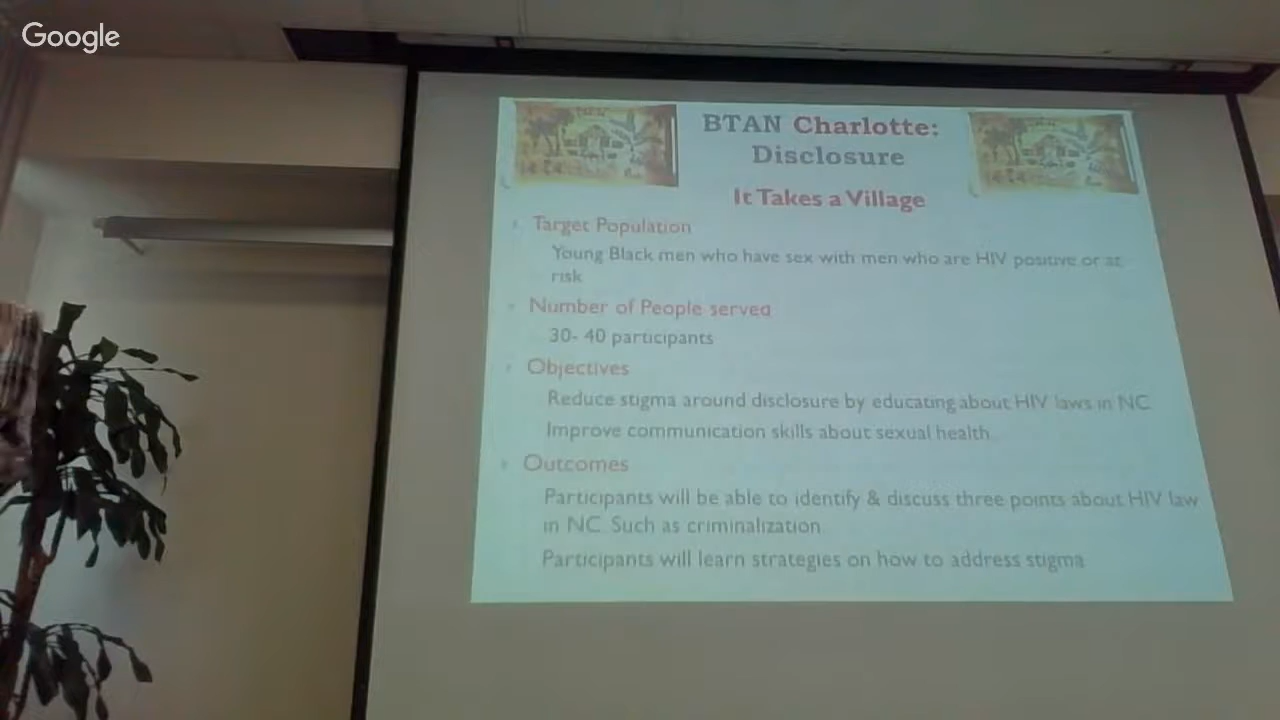 Google
BTAN Charlotte:
Disclosure
It Takes a Village
Target Population
Young Black men who have sex with men who are HIV positive or at
risk
Number of People served
30- 40 participants
Objectives
Reduce stigma around disclosure by educating about HIV laws in NC
Improve communication skills about sexual health
Outcomes
Participants will be able to identify & discuss three points about HIV law
in NC. Such as criminalization
Participants will learn strategies on how to address stigma